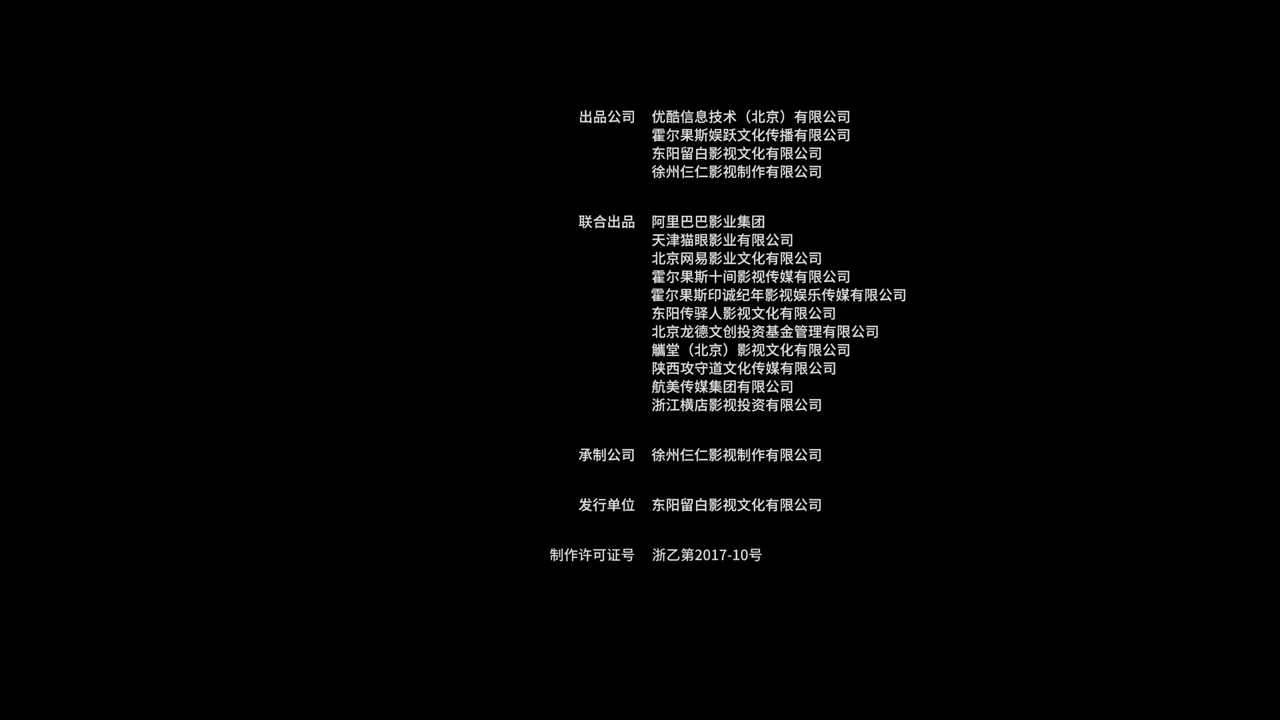 出品公司 优酷信息技术（北京）有限公司
霍尔果斯娱跃文化传播有限公司
东阳留白影视文化有限公司
徐州仨仁影视制作有限公司
联合出品 阿里巴巴影业集团
天津猫眼影业有限公司
北京网易影业文化有限公司
霍尔果斯十间影视传媒有限公司
霍尔果斯印诚纪年影视娱乐传媒有限公司
东阳传驿人影视文化有限公司
北京龙德文创投资基金管理有限公司
堂（北京）影视文化有限公司
陕西攻守道文化传媒有限公司
航美传媒集团有限公司
浙江横店影视投资有限公司
承制公司 徐州仨仁影视制作有限公司
发行单位 东阳留白影视文化有限公司
制作许可证号 浙乙第2017-10号